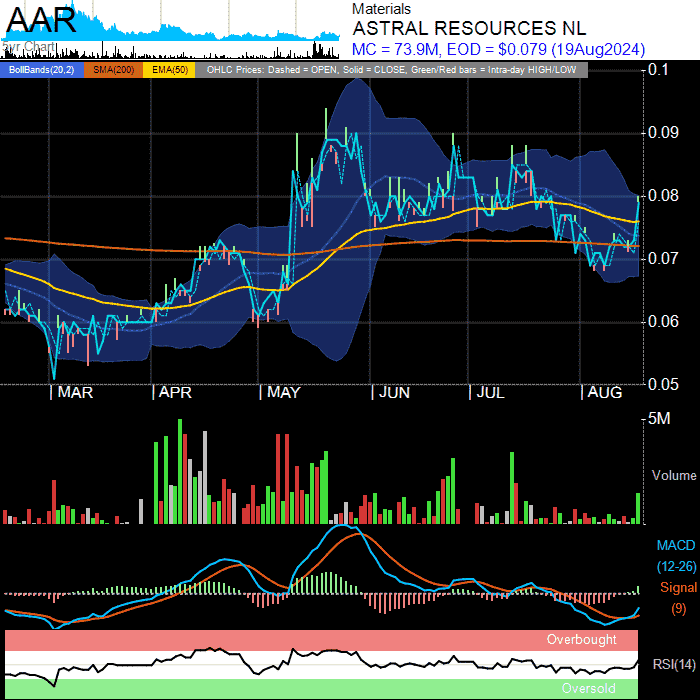 AAR
Materials
ASTRAL RESOURCES NL
MC = 73.9M, EOD = $0.079 (19Aug2024)
5yr Chart
BollBands(20,2) SMA(200) EMA(50) OHLC Prices: Dashed = OPEN, Solid = CLOSE, Green/Red bars = Intra-day HIGH/LOW
0.1
0.09
0.08
0.07
0.06
0.05
MAR APR MAY JUN JUL AUG
5M
Volume
MACD
(12-26)
Signal
(9)
Overbought
RSI(14)
Oversold